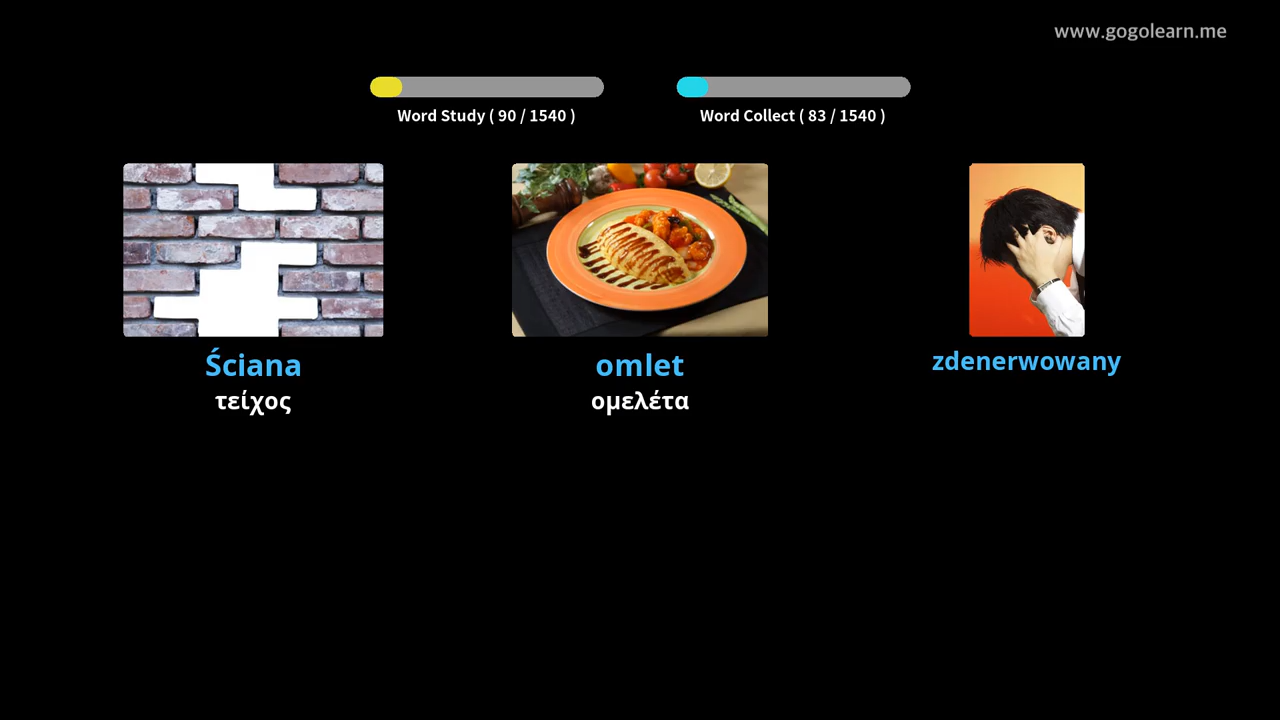 www.gogolearn.me
Word Study ( 90 / 1540 )
Word Collect ( 83 / 1540 )
Ściana
τείχος
omlet
ομελέτα
zdenerwowany